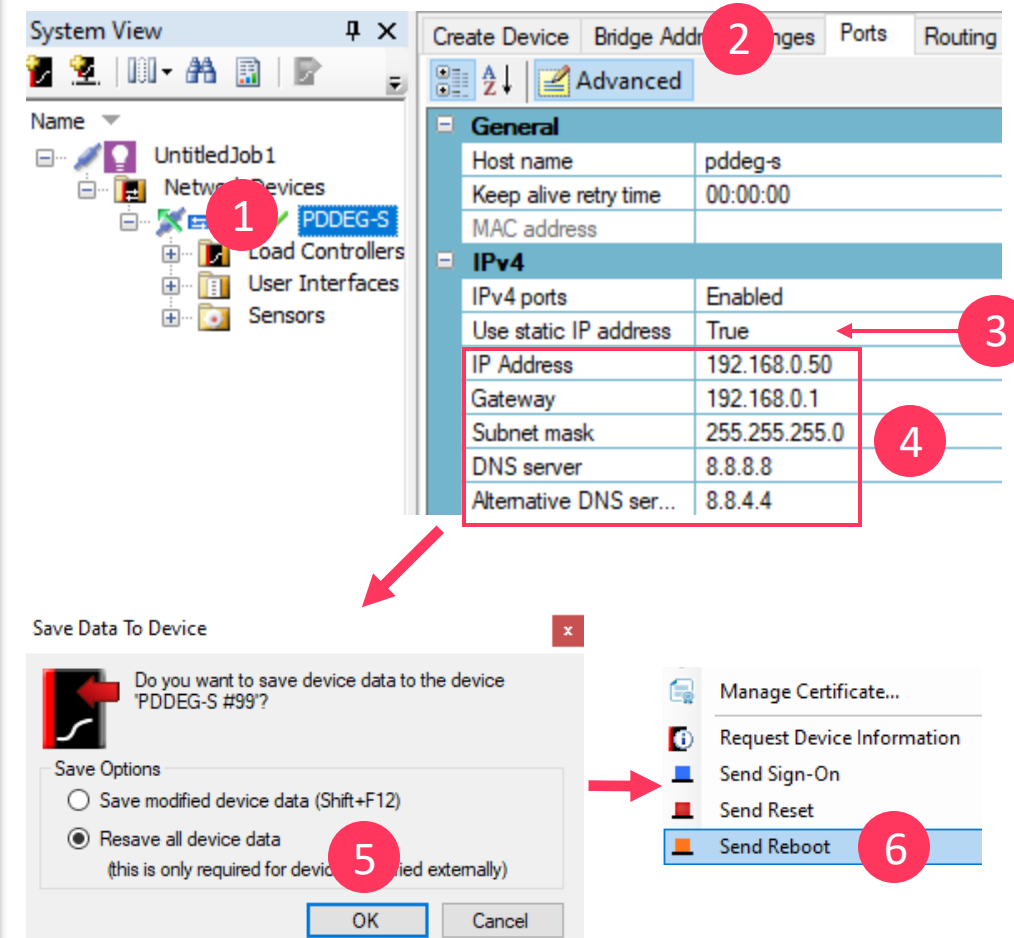 System View
Create Device Bridge Addr 2 nges Ports Routing
Advanced
Name
UntitledJob1
Network Devices
1 PDDEG-S
Load Controllers
User Interfaces
Sensors
General
Host name pddeg-s
Keep alive retry time 00:00:00
MAC address
IPv4
IPv4 ports Enabled
Use static IP address True 3
IP Address 192.168.0.50
Gateway 192.168.0.1
Subnet mask 255.255.255.0 4
DNS server 8.8.8.8
Alternative DNS ser... 8.8.4.4
Save Data To Device
Do you want to save device data to the device
"PDDEG-S #99"?
Save Options
Save modified device data (Shift+F12)
Resave all device data
(this is only required for devic 5 ied externally)
OK Cancel
Manage Certificate...
Request Device Information
Send Sign-On
Send Reset
Send Reboot 6